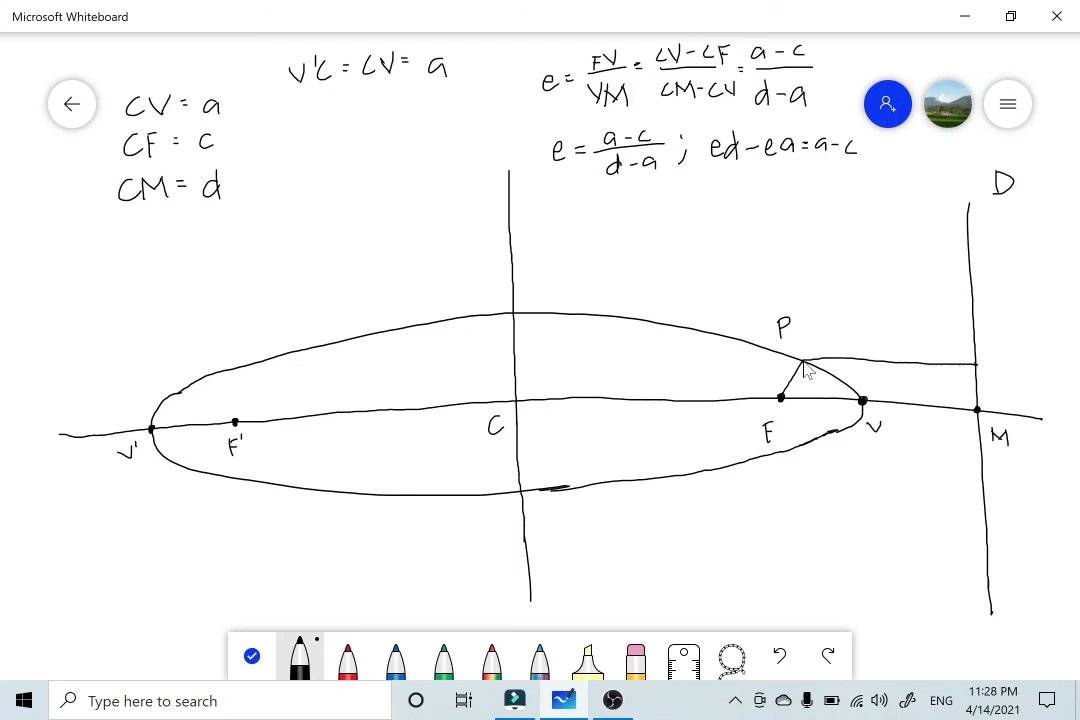 Microsoft Whiteboard
V'C = CV = a
e = FV/VM = CV-CF/CM-CV = a-c/d-a
CV = a
CF = c
CM = d
e = a-c/d-a ; ed-ea = a-c
D
P
V'
F'
C
F
V
M
Type here to search
ENG
11:28 PM
4/14/2021